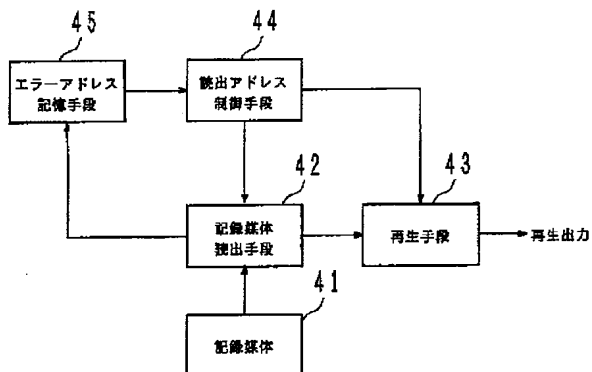 45
44
エラーアドレス
記憶手段
読出アドレス
制御手段
42
43
記録媒体
読出手段
再生手段
再生出力
41
記録媒体